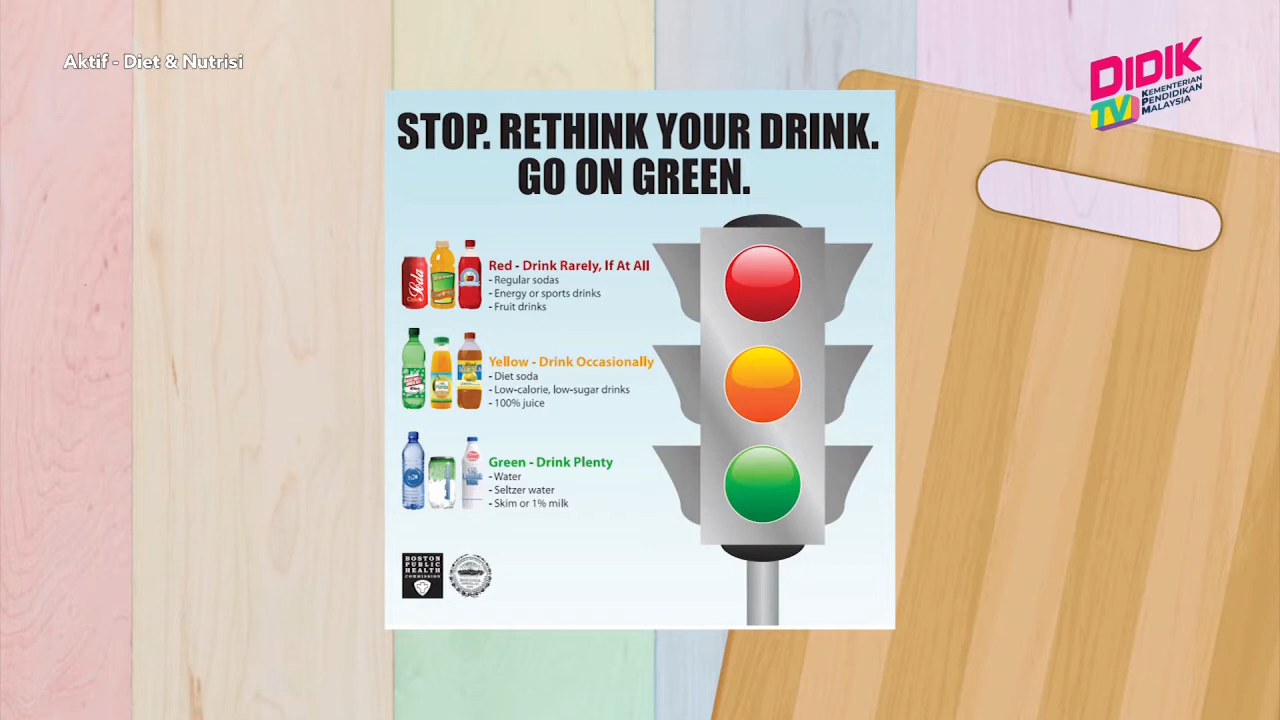 Aktif - Diet & Nutrisi
DIDIK
TV
KEMENTERIAN
PENDIDIKAN
MALAYSIA
STOP. RETHINK YOUR DRINK.
GO ON GREEN.
Red - Drink Rarely, If At All
- Regular sodas
- Energy or sports drinks
- Fruit drinks
Soda
Yellow - Drink Occasionally
- Diet soda
- Low-calorie, low-sugar drinks
- 100% juice
Green - Drink Plenty
- Water
- Seltzer water
- Skim or 1% milk
BOSTON
PUBLIC
HEALTH
COMMISSION